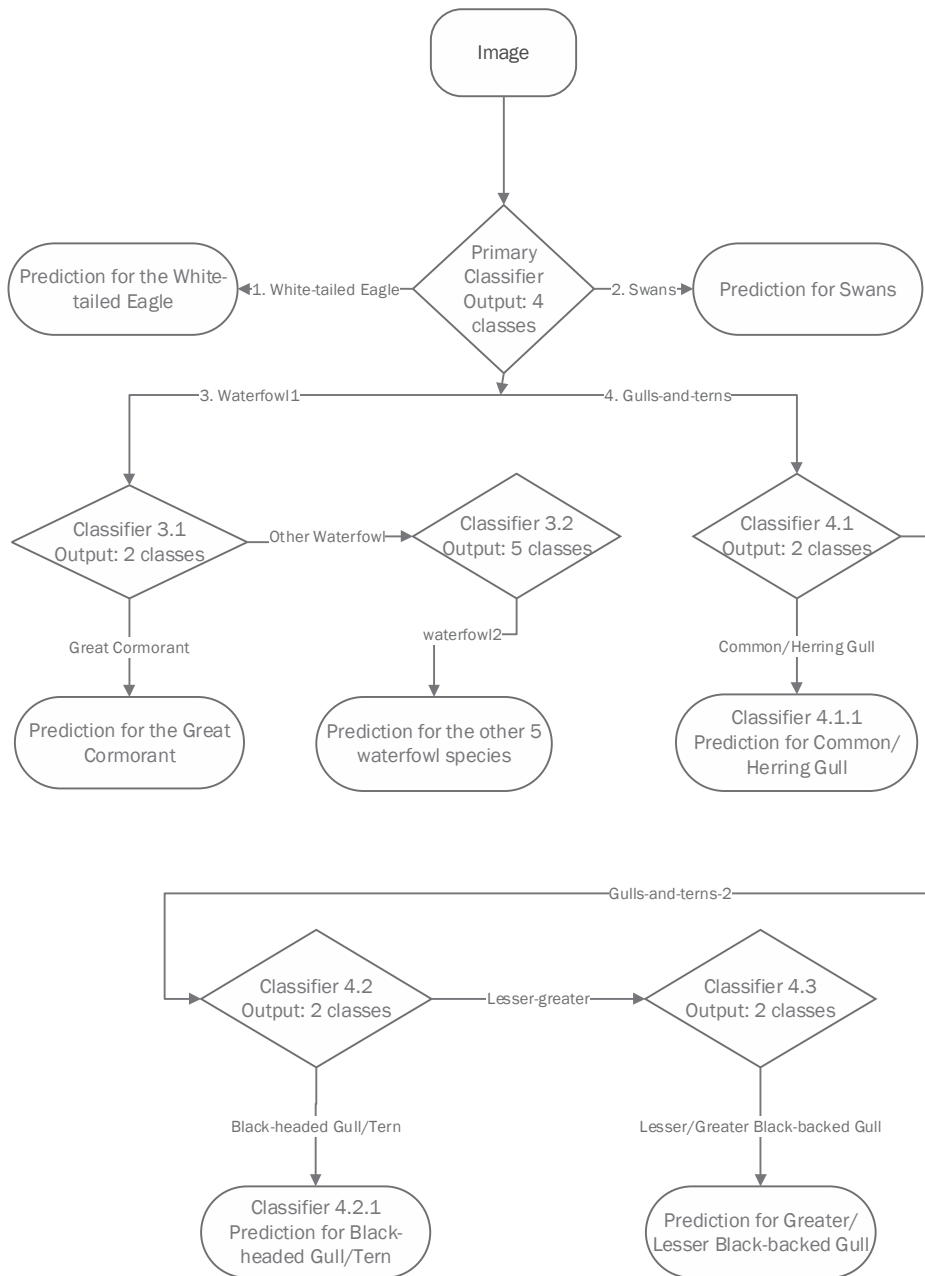 Image
Primary
Classifier
Output: 4
classes
Prediction for the White-
tailed Eagle
1. White-tailed Eagle
2. Swans
Prediction for Swans
3. Waterfowl1
4. Gulls-and-terns
Classifier 3.1
Output: 2 classes
Other Waterfowl
Classifier 3.2
Output: 5 classes
Classifier 4.1
Output: 2 classes
Great Cormorant
waterfowl2
Common/Herring Gull
Prediction for the Great
Cormorant
Prediction for the other 5
waterfowl species
Classifier 4.1.1
Prediction for Common/
Herring Gull
Gulls-and-terns-2
Classifier 4.2
Output: 2 classes
Lesser-greater
Classifier 4.3
Output: 2 classes
Black-headed Gull/Tern
Lesser/Greater Black-backed Gull
Classifier 4.2.1
Prediction for Black-
headed Gull/Tern
Prediction for Greater/
Lesser Black-backed Gull